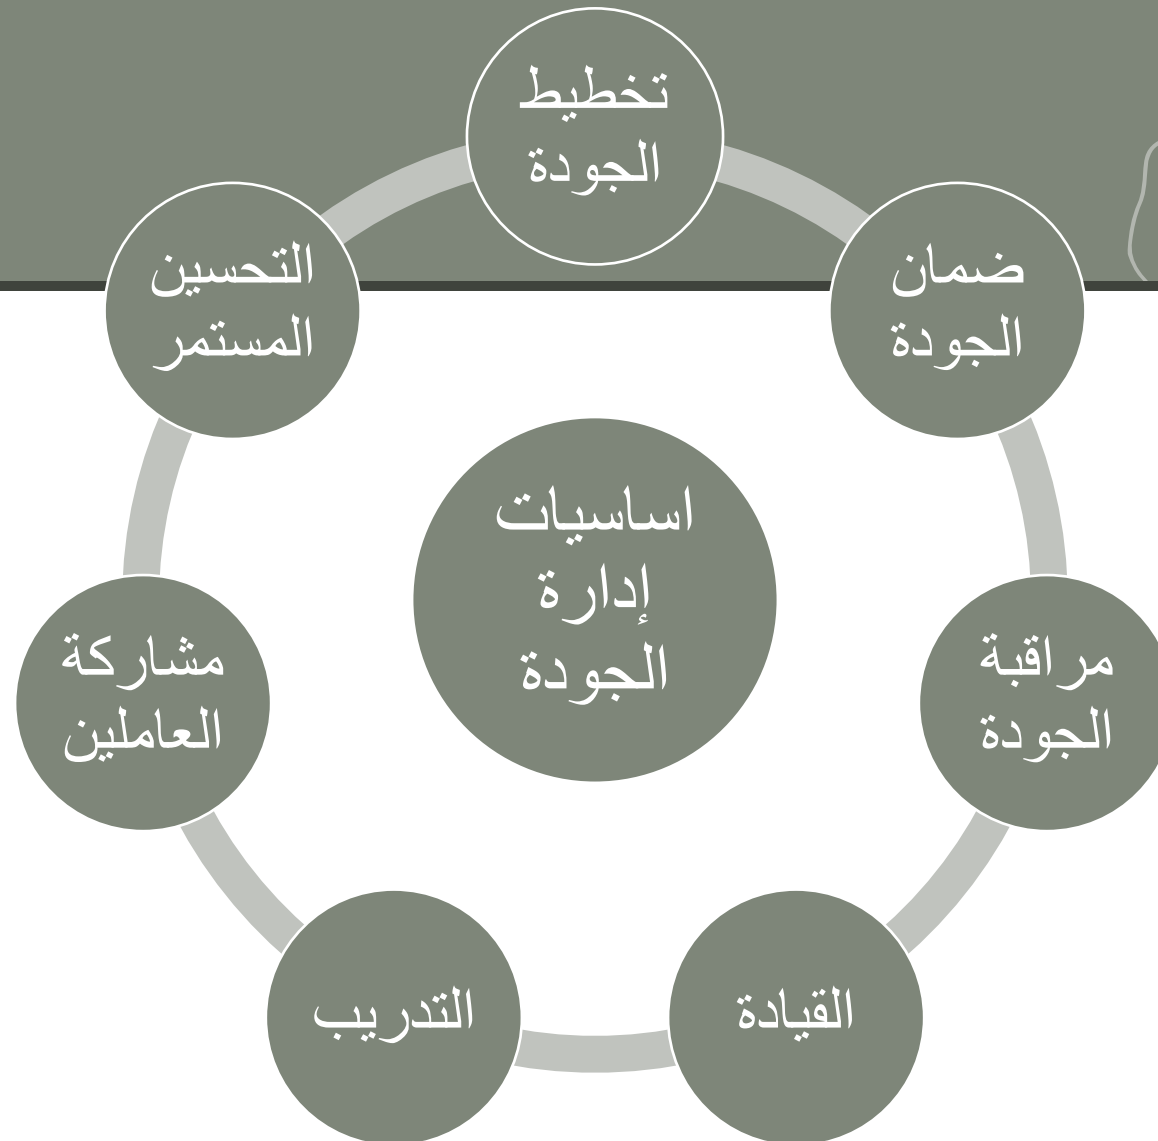 تخطيط
الجودة
ضمان
الجودة
مراقبة
الجودة
القيادة
التدريب
مشاركة
العاملين
التحسين
المستمر
اساسيات
إدارة
الجودة